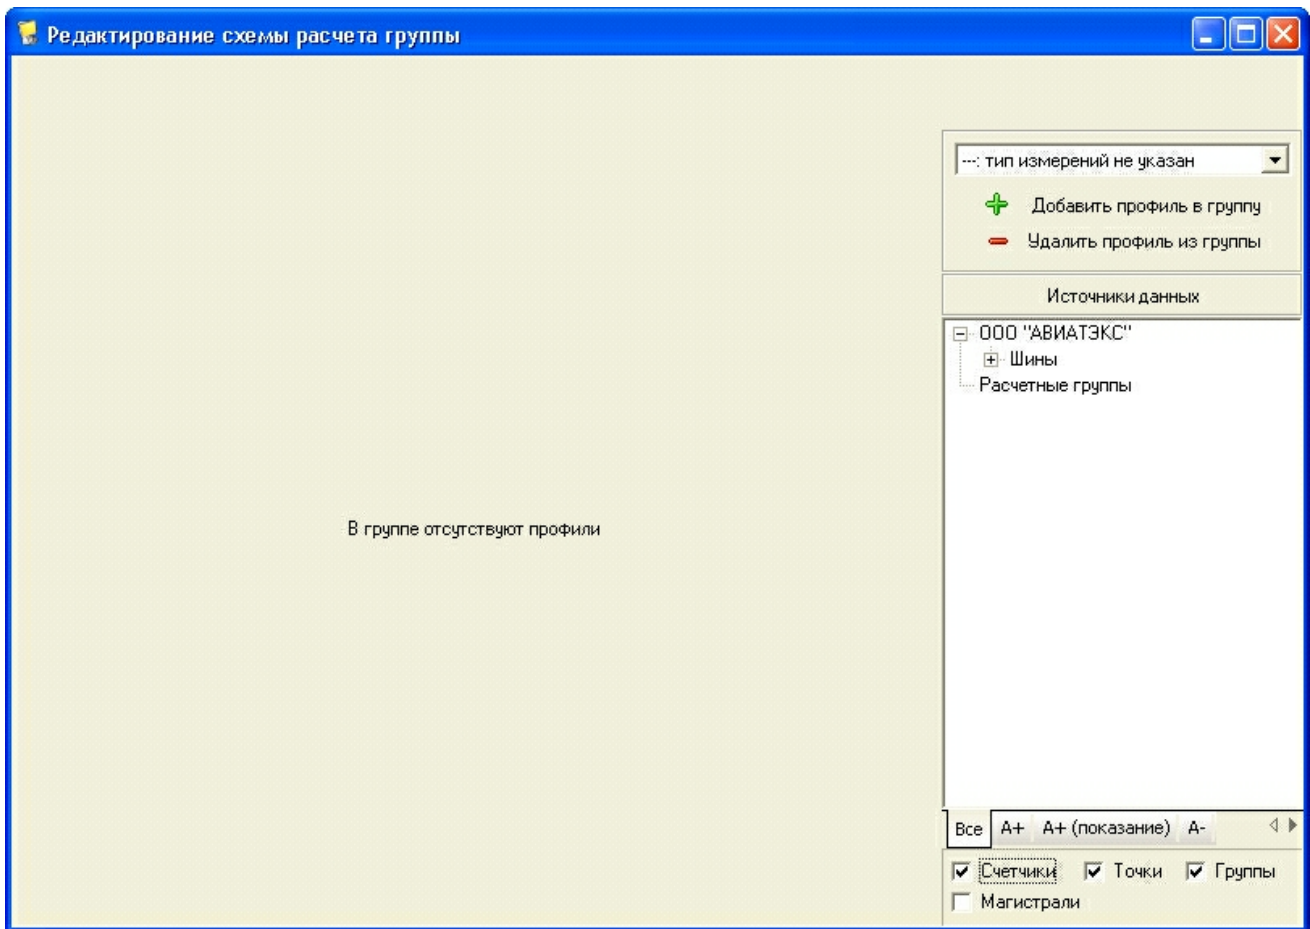 Редактирование схемы расчета группы
---: тип измерений не указан
Добавить профиль в группу
Удалить профиль из группы
Источники данных
ООО "АВИАТЭКС"
Шины
Расчетные группы
В группе отсутствуют профили
Все A+ A+ (показание) A-
Счетчики Точки Группы
Магистрали